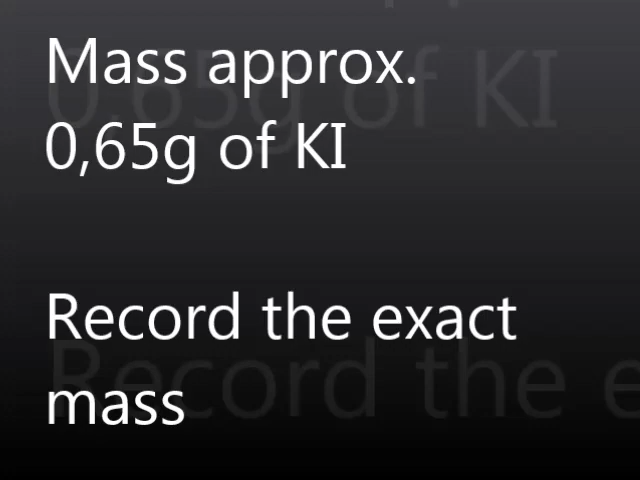 Mass approx.
0,65g of KI
Record the exact
mass